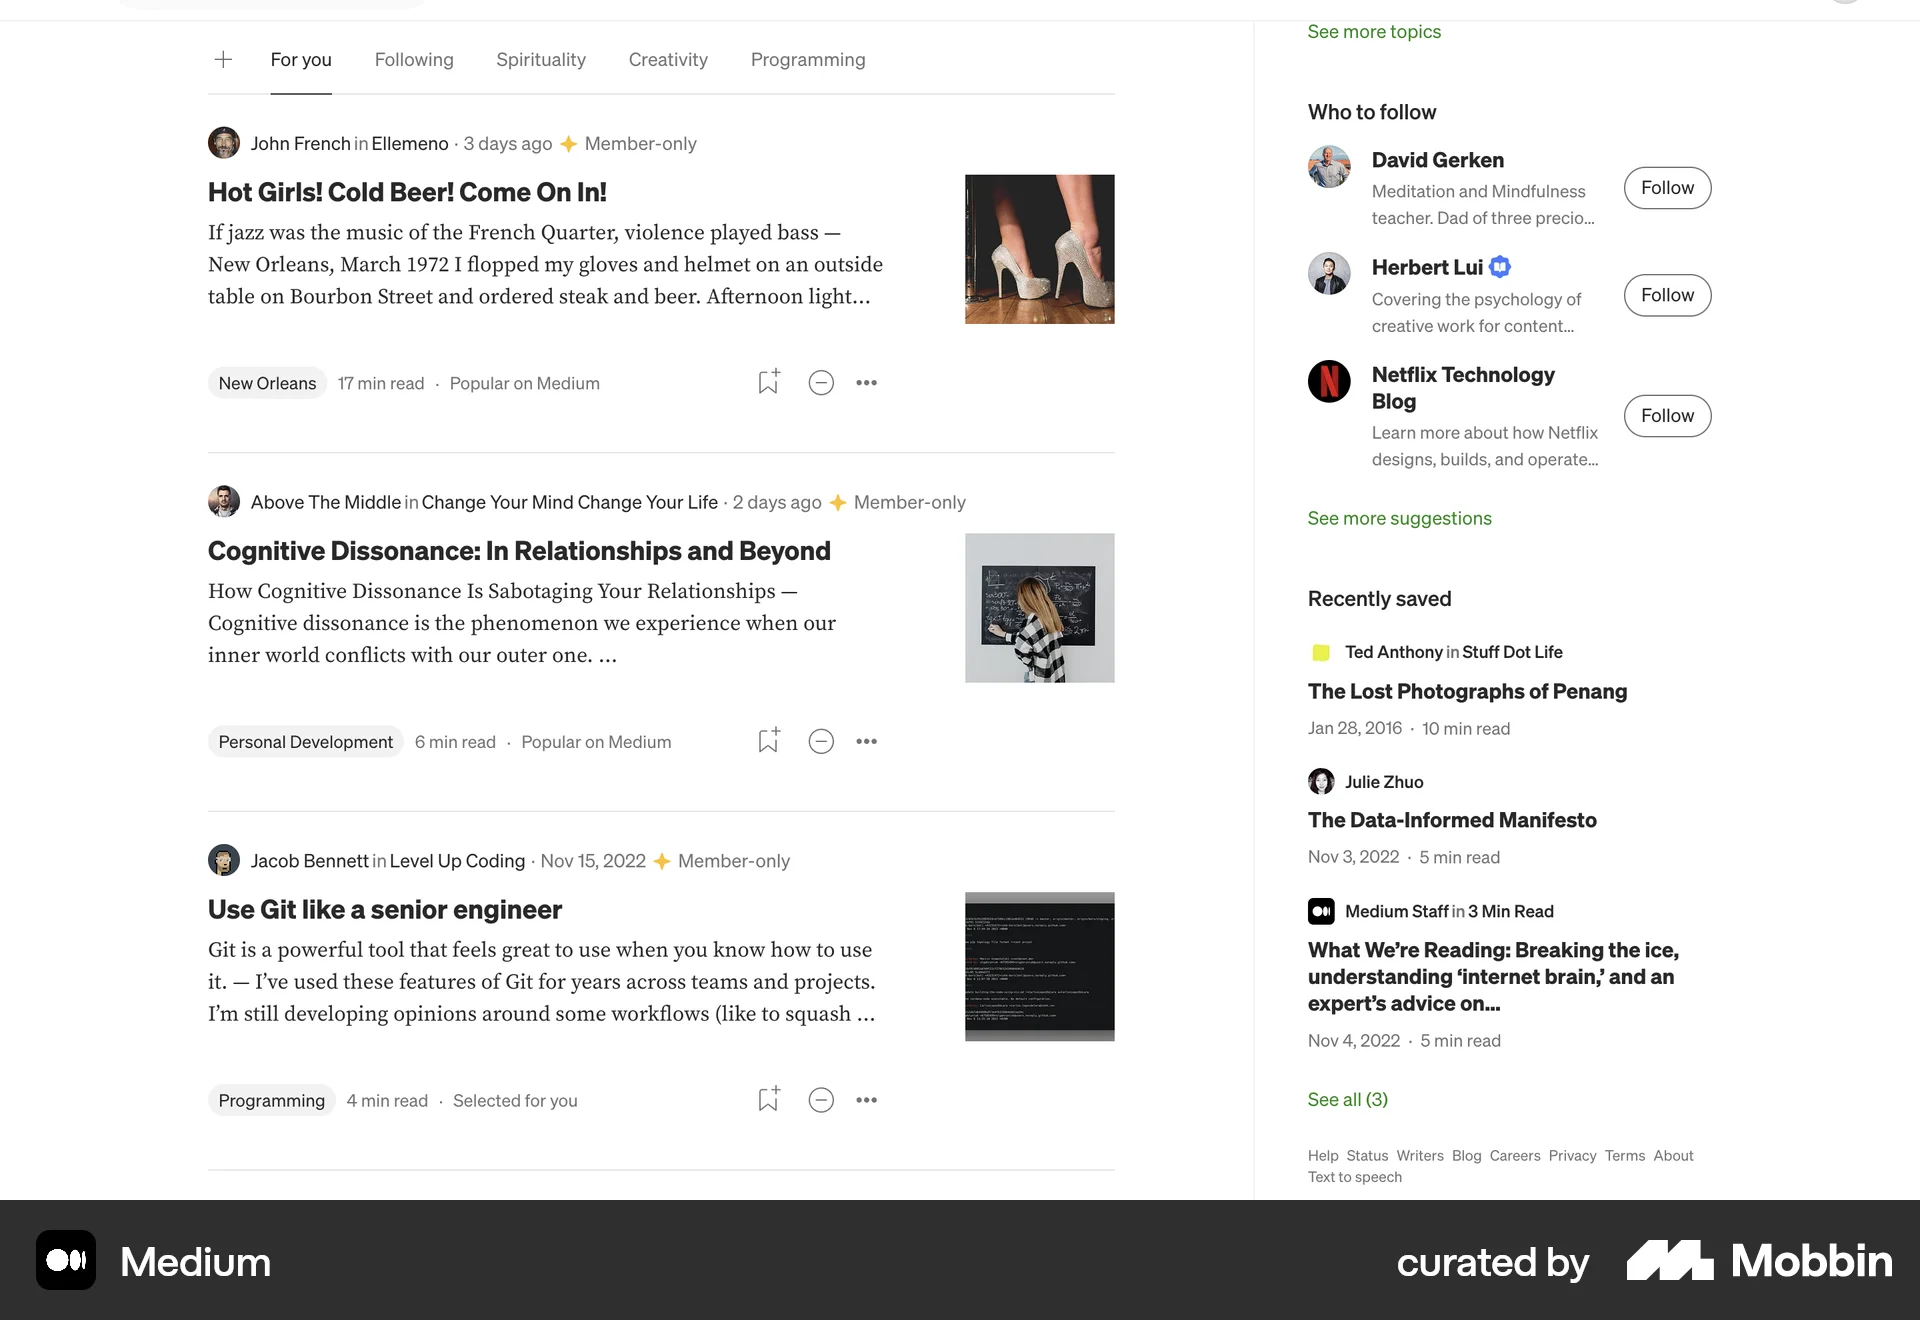 For you Following Spirituality Creativity Programming
John French in Ellemeno · 3 days ago Member-only
Hot Girls! Cold Beer! Come On In!
If jazz was the music of the French Quarter, violence played bass —
New Orleans, March 1972 I flopped my gloves and helmet on an outside
table on Bourbon Street and ordered steak and beer. Afternoon light...
New Orleans 17 min read · Popular on Medium
Above The Middle in Change Your Mind Change Your Life · 2 days ago Member-only
Cognitive Dissonance: In Relationships and Beyond
How Cognitive Dissonance Is Sabotaging Your Relationships —
Cognitive dissonance is the phenomenon we experience when our
inner world conflicts with our outer one. ...
Personal Development 6 min read · Popular on Medium
Jacob Bennett in Level Up Coding · Nov 15, 2022 Member-only
Use Git like a senior engineer
Git is a powerful tool that feels great to use when you know how to use
it. — I’ve used these features of Git for years across teams and projects.
I’m still developing opinions around some workflows (like to squash ...
Programming 4 min read · Selected for you
See more topics
Who to follow
David Gerken
Meditation and Mindfulness
teacher. Dad of three precio...
Follow
Herbert Lui
Covering the psychology of
creative work for content...
Follow
Netflix Technology
Blog
Learn more about how Netflix
designs, builds, and operate...
Follow
See more suggestions
Recently saved
Ted Anthony in Stuff Dot Life
The Lost Photographs of Penang
Jan 28, 2016 · 10 min read
Julie Zhuo
The Data-Informed Manifesto
Nov 3, 2022 · 5 min read
Medium Staff in 3 Min Read
What We’re Reading: Breaking the ice,
understanding ‘internet brain,’ and an
expert’s advice on...
Nov 4, 2022 · 5 min read
See all (3)
Help Status Writers Blog Careers Privacy Terms About
Text to speech
Medium
curated by Mobbin